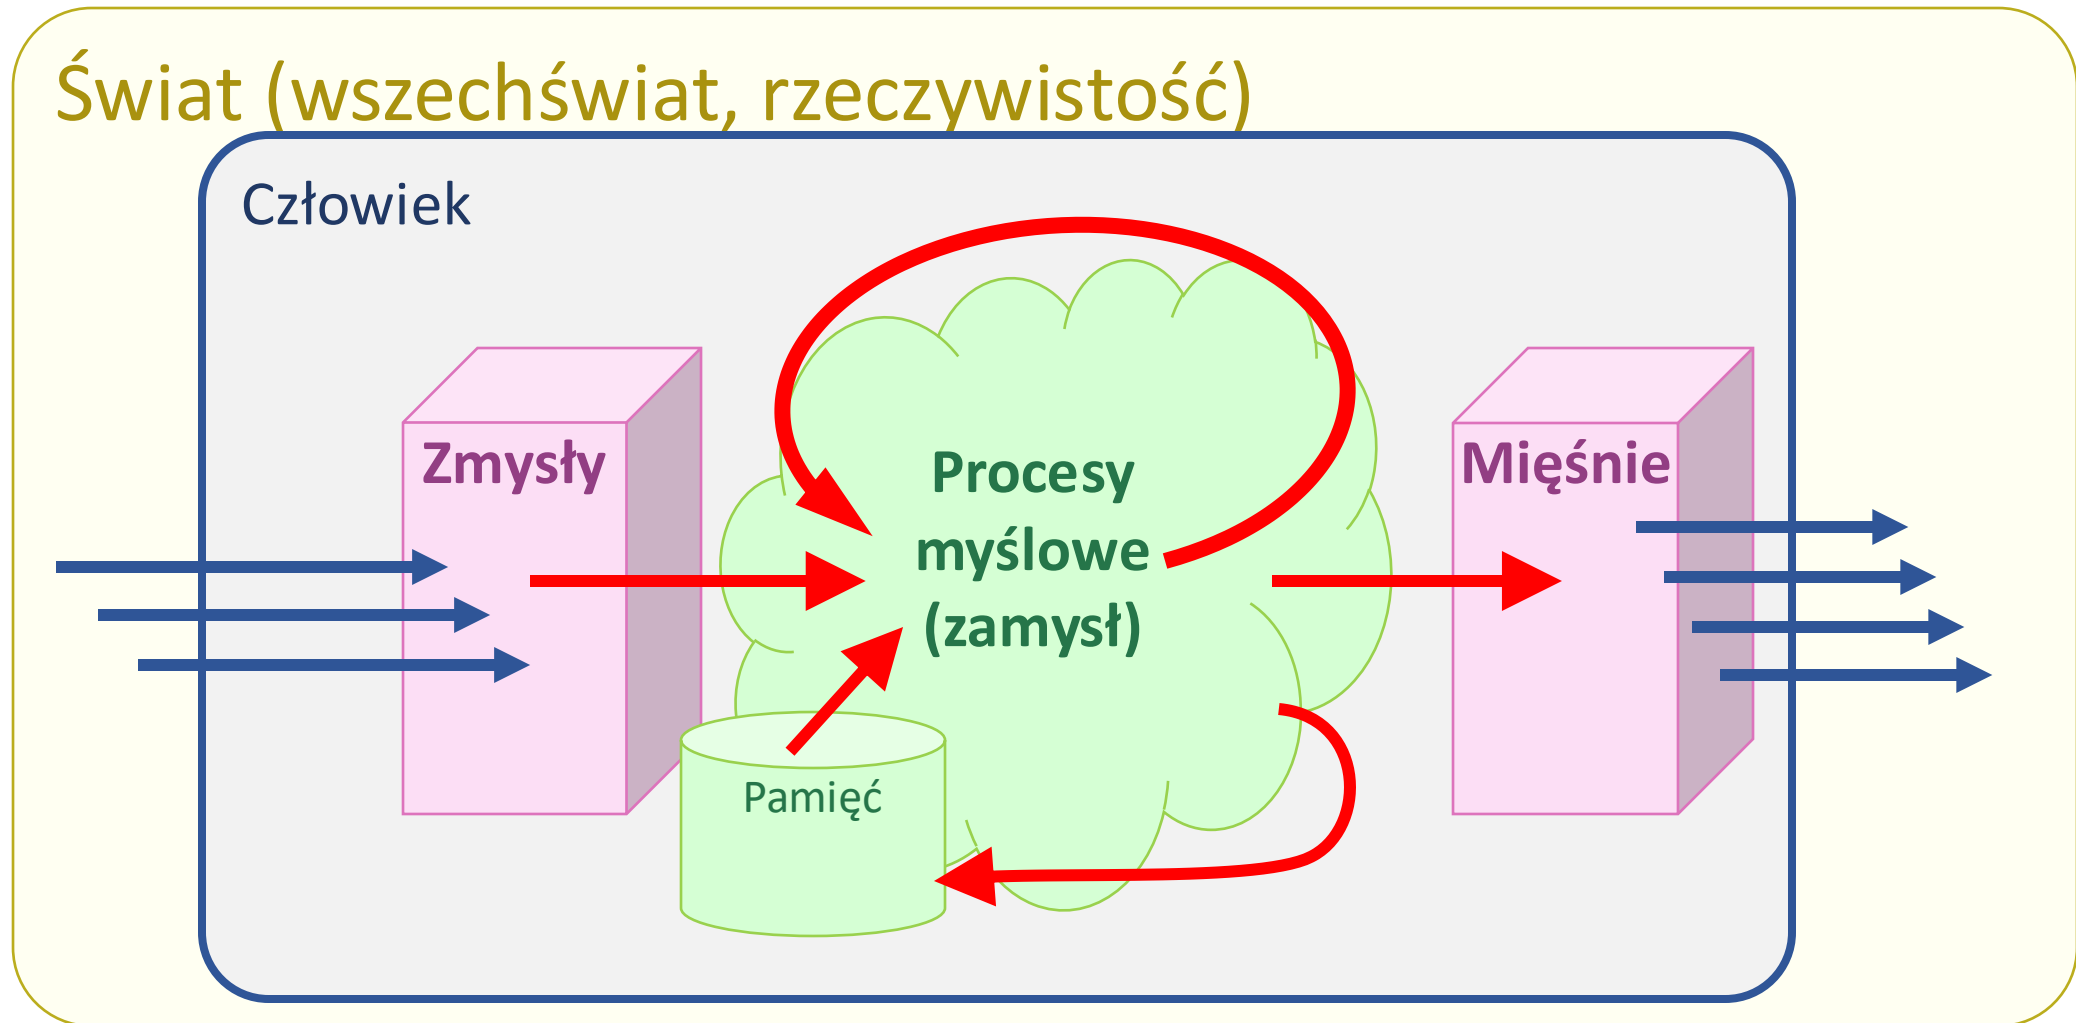 Świat (wszechświat, rzeczywistość)
Człowiek
Zmysły
Procesy
myślowe
(zamysł)
Mięśnie
Pamięć